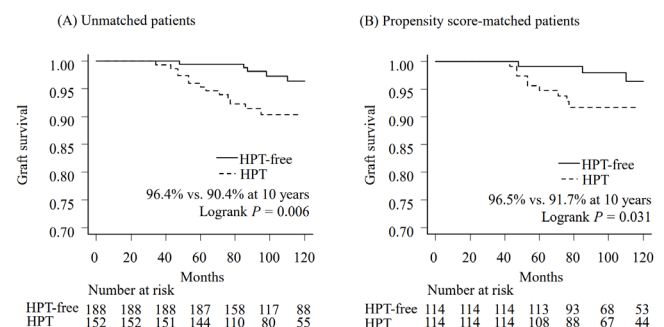 (A) Unmatched patients
Graft survival
1.00
0.95
0.90
0.85
0.80
0.75
0.95
0.70
HPT-free
HPT
96.4% vs. 90.4% at 10 years
Logrank P = 0.006
0 20 40 60 80 100 120
Months
Number at risk
HPT-free 188 188 188 187 158 117 88
HPT 152 152 151 144 110 80 55
(B) Propensity score-matched patients
Graft survival
1.00
0.95
0.90
0.85
0.80
0.75
0.70
HPT-free
HPT
96.5% vs. 91.7% at 10 years
Logrank P = 0.031
0 20 40 60 80 100 120
Months
Number at risk
HPT-free 114 114 114 113 93 68 53
HPT 114 114 114 108 88 67 44